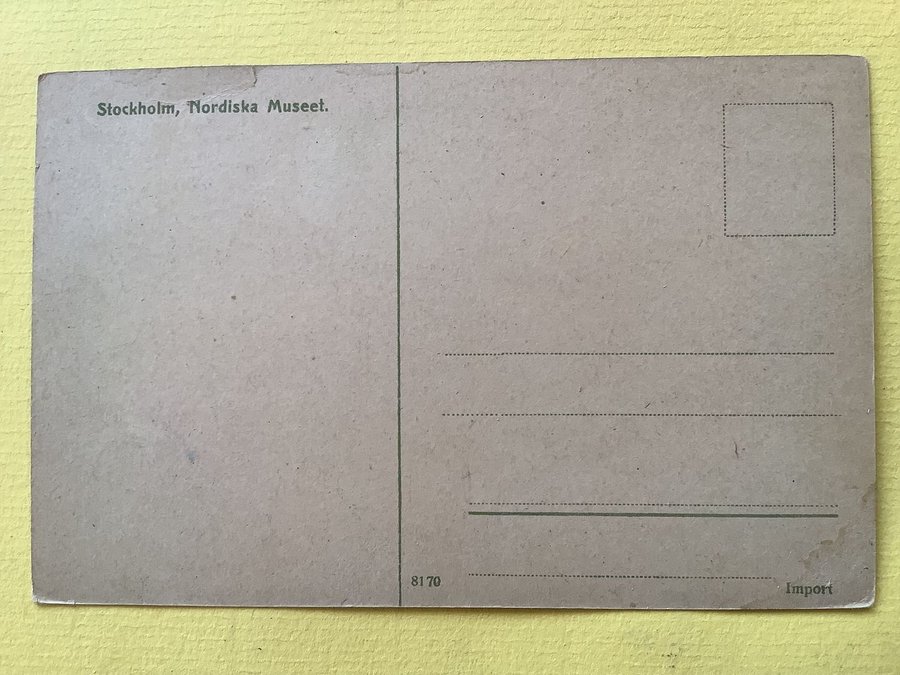 Stockholm, Nordiska Museet.
8170
Import